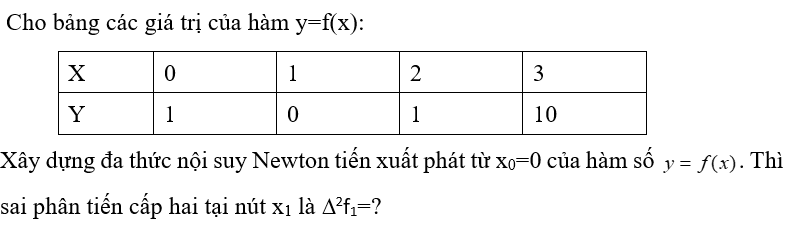 Cho bảng các giá trị của hàm y=f(x):
X 0 1 2 3
Y 1 0 1 10
Xây dựng đa thức nội suy Newton tiến xuất phát từ x₀=0 của hàm số y = f(x). Thì
sai phân tiến cấp hai tại nút x₁ là Δ²f₁=?